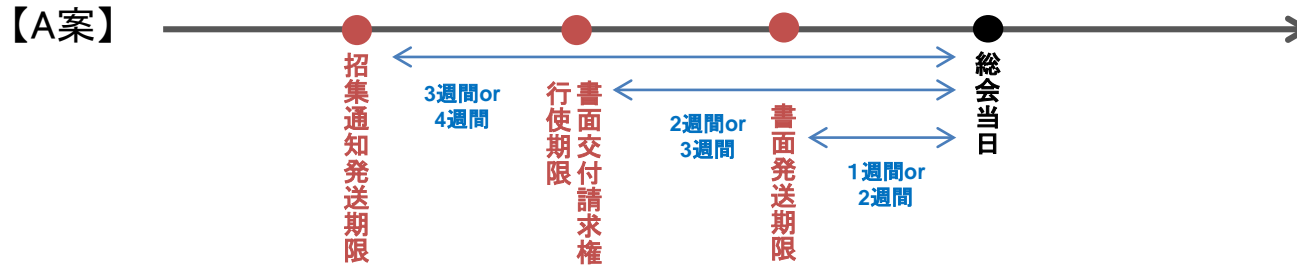 【A案】
招集通知発送期限
3週間or
4週間
書面交付請求権
行使期限
2週間or
3週間
書面発送期限
1週間or
2週間
総会当日